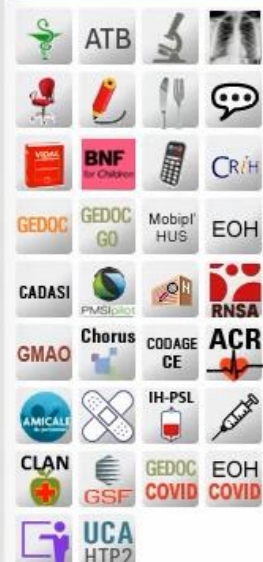 ATB
VIDAL
BNF
for Children
CRIH
GEDOC
GEDOC
GO
Mobipl'
HUS
EOH
CADASI
PMSIpilot
RNSA
GMAO
Chorus
CODAGE
CE
ACR
AMICALE
IH-PSL
CLAN
GSF
GEDOC
COVID
EOH
COVID
UCA
HTP2